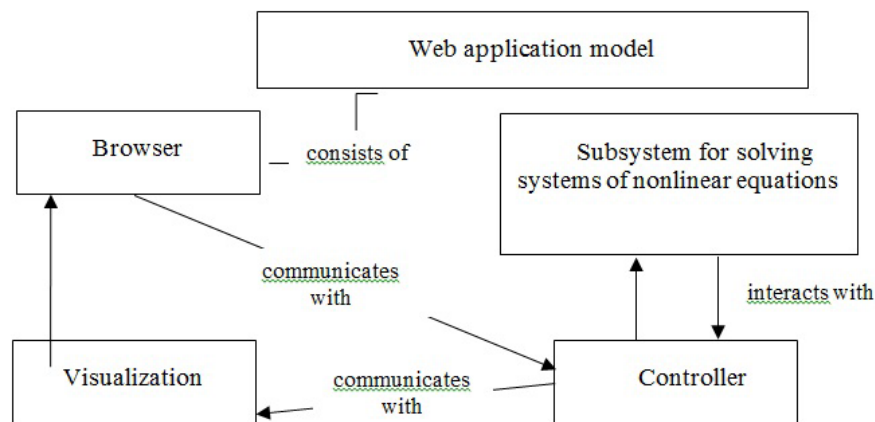 Web application model
Browser
consists of
Subsystem for solving
systems of nonlinear equations
communicates
with
interacts with
Visualization
communicates
with
Controller